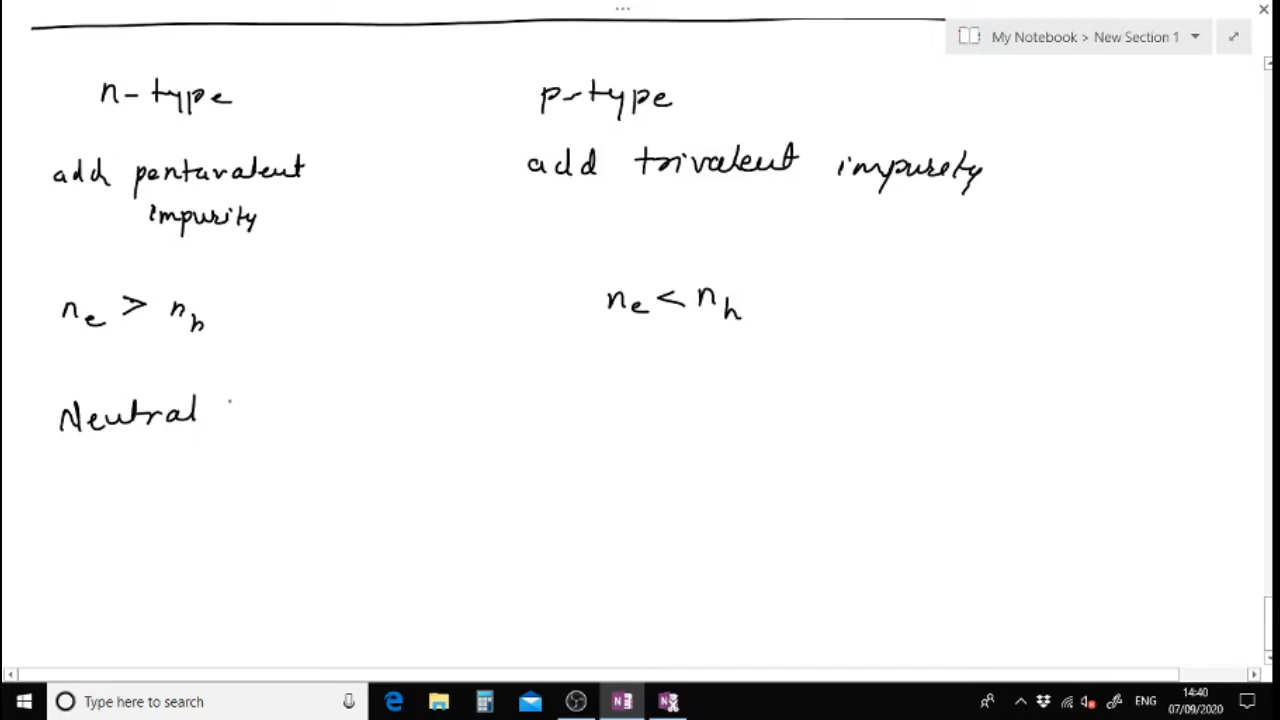 My Notebook > New Section 1
n-type
p-type
add pentavalent
impurity
add trivalent impurity
ne > nh
ne < nh
Neutral
Type here to search
ENG
14:40
07/09/2020